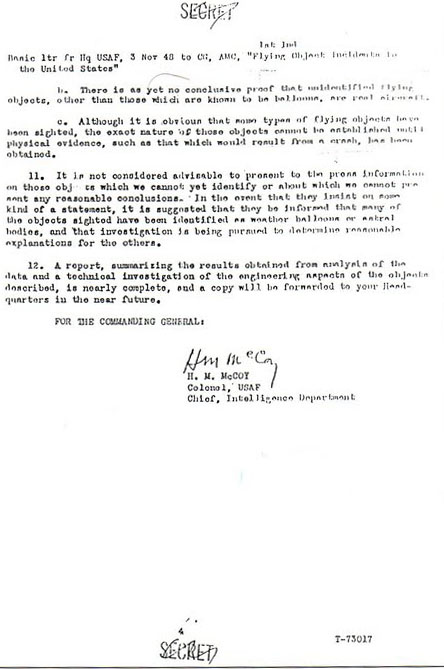 SECRET
1st Ind
Basic ltr fr Hq USAF, 3 Nov 48 to CG, AMC, "Flying Object Incidents in
the United States"
b. There is as yet no conclusive proof that unidentified flying
objects, other than those which are known to be balloons, are real aircraft.
c. Although it is obvious that some types of flying objects have
been sighted, the exact nature of those objects cannot be established until
physical evidence, such as that which would result from a crash, has been
obtained.
11. It is not considered advisable to present to the press information
on those obj ts which we cannot yet identify or about which we cannot pre
sent any reasonable conclusions. In the event that they insist on some
kind of a statement, it is suggested that they be informed that many of
the objects sighted have been identified as weather balloons or astral
bodies, and that investigation is being pursued to determine reasonable
explanations for the others.
12. A report, summarizing the results obtained from analysis of the
data and a technical investigation of the engineering aspects of the objects
described, is nearly complete, and a copy will be forwarded to your Head-
quarters in the near future.
FOR THE COMMANDING GENERAL:
HM McCoy
H. M. McCOY
Colonel, USAF
Chief, Intelligence Department
T-73017
SECRET